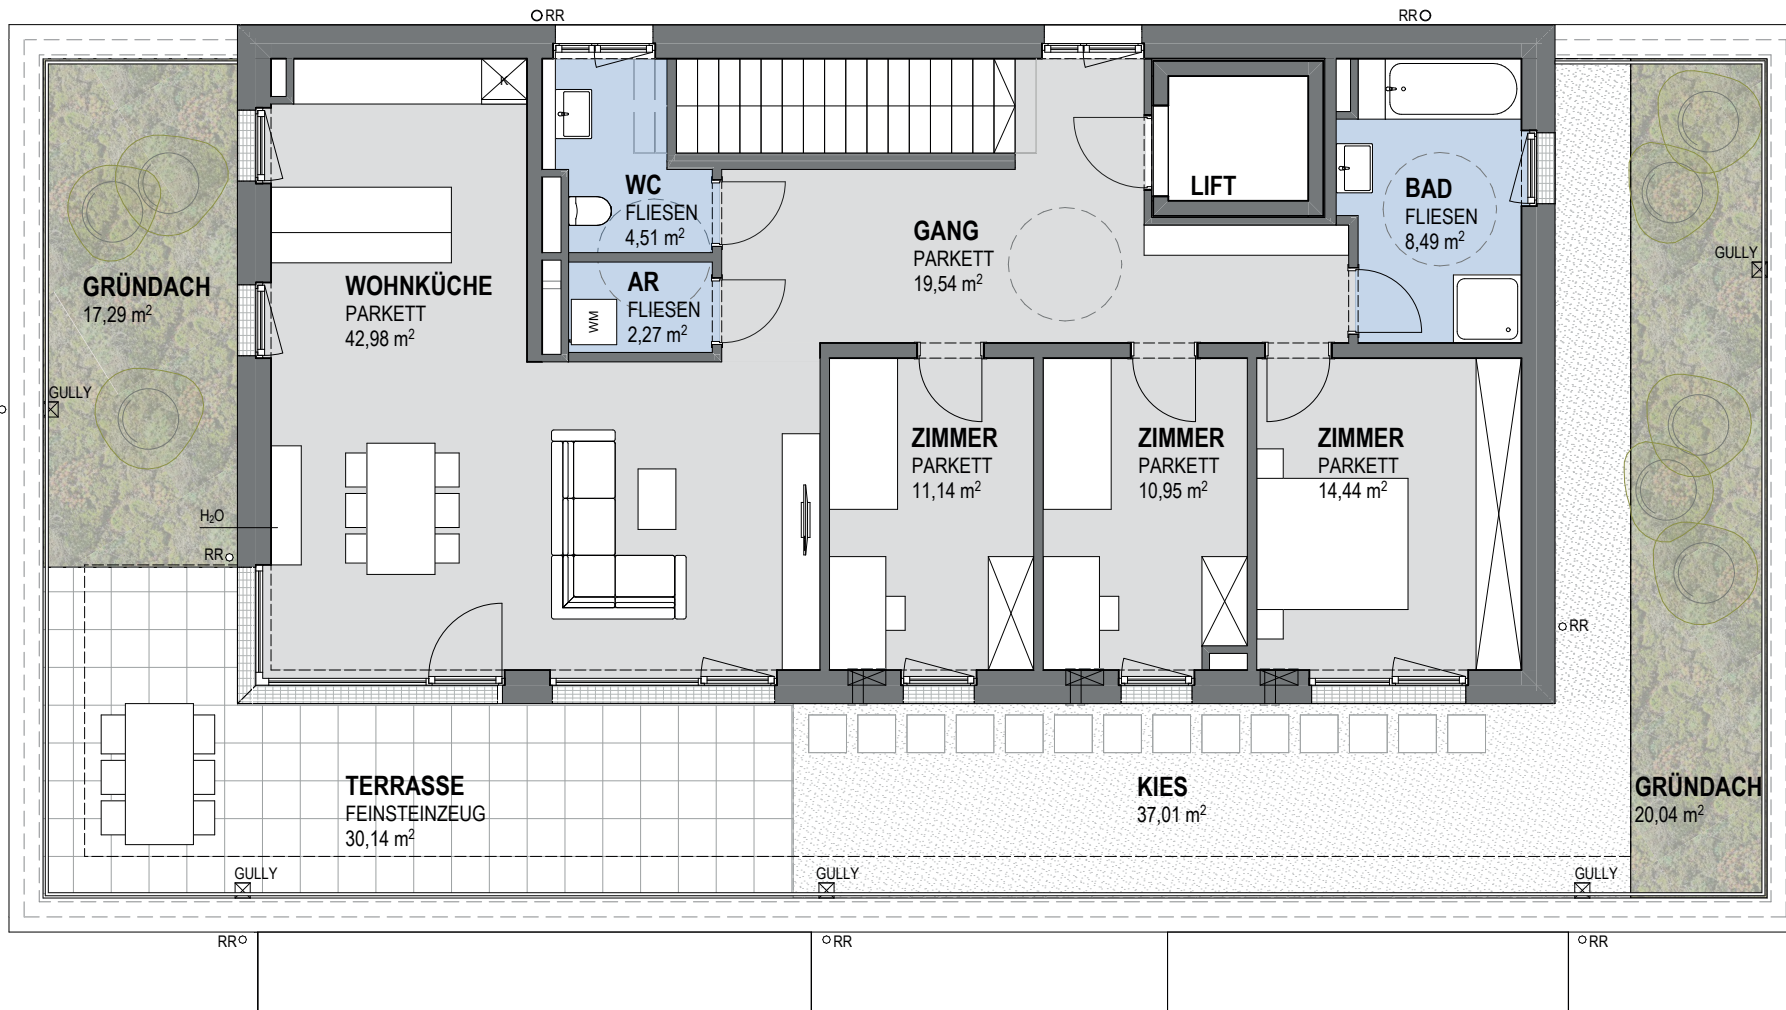 RR
RR
K
WC
FLIESEN
4,51 m²
LIFT
BAD
FLIESEN
8,49 m²
GANG
PARKETT
19,54 m²
GULLY
GRÜNDACH
17,29 m²
WOHNKÜCHE
PARKETT
42,98 m²
AR
FLIESEN
2,27 m²
WM
GULLY
ZIMMER
PARKETT
11,14 m²
ZIMMER
PARKETT
10,95 m²
ZIMMER
PARKETT
14,44 m²
H₂O
RR
RR
TERRASSE
FEINSTEINZEUG
30,14 m²
KIES
37,01 m²
GRÜNDACH
20,04 m²
GULLY
GULLY
GULLY
RR
RR
RR